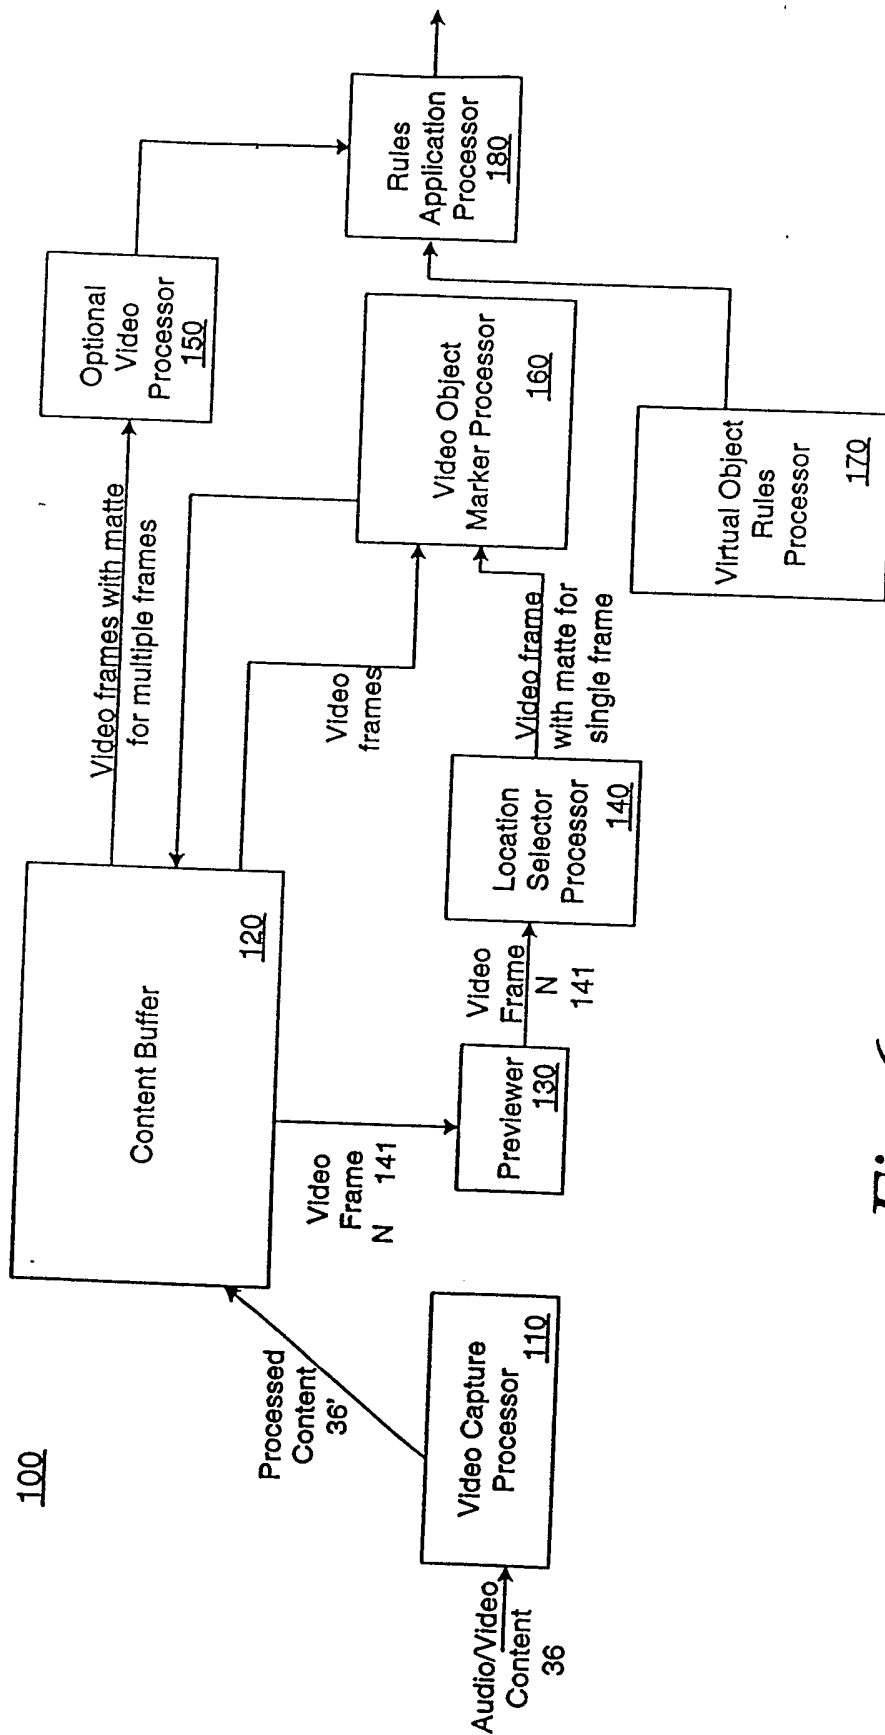 100
Audio/Video
Content
36
Video Capture
Processor
110
Processed
Content
36'
Content Buffer
120
Video
Frame
N 141
Previewer
130
Video
Frame
N
141
Location
Selector
Processor
140
Video frame
with matte for
single frame
Video
frames
Video frames with matte
for multiple frames
Optional
Video
Processor
150
Video Object
Marker Processor
160
Virtual Object
Rules
Processor
170
Rules
Application
Processor
180